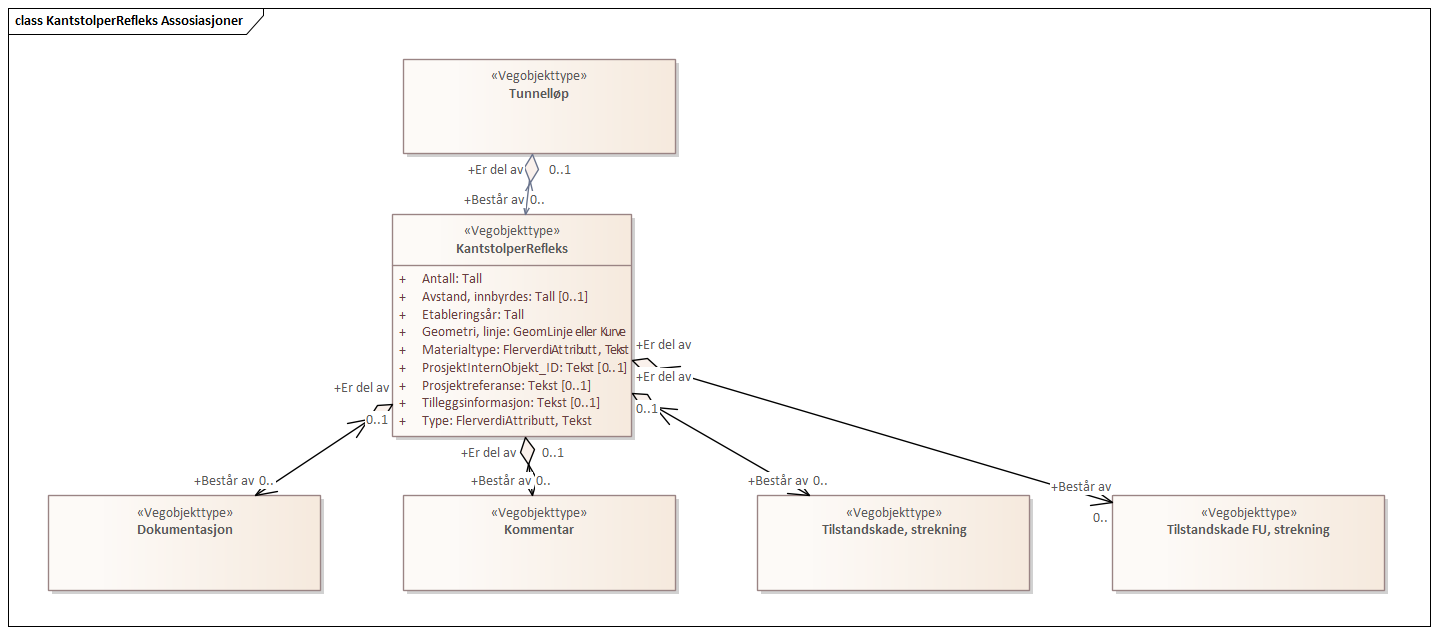 class KantstolperRefleks Assosiasjoner
«Vegobjekttype»
Tunnelløp
+Er del av 0..1
+Består av 0..
«Vegobjekttype»
KantstolperRefleks
+ Antall: Tall
+ Avstand, innbyrdes: Tall [0..1]
+ Etableringsår: Tall
+ Geometri, linje: GeomLinje eller Kurve
+ Materialtype: FlerverdiAttributt, Tekst
+ ProsjektInternObjekt_ID: Tekst [0..1]
+ Prosjektreferanse: Tekst [0..1]
+ Tilleggsinformasjon: Tekst [0..1]
+ Type: FlerverdiAttributt, Tekst
+Er del av
+Er del av
0..1
+Er del av
0..1
+Er del av 0..1
+Består av 0..
+Består av 0..
+Består av 0..
+Består av
0..
«Vegobjekttype»
Dokumentasjon
«Vegobjekttype»
Kommentar
«Vegobjekttype»
Tilstandskade, strekning
«Vegobjekttype»
Tilstandskade FU, strekning